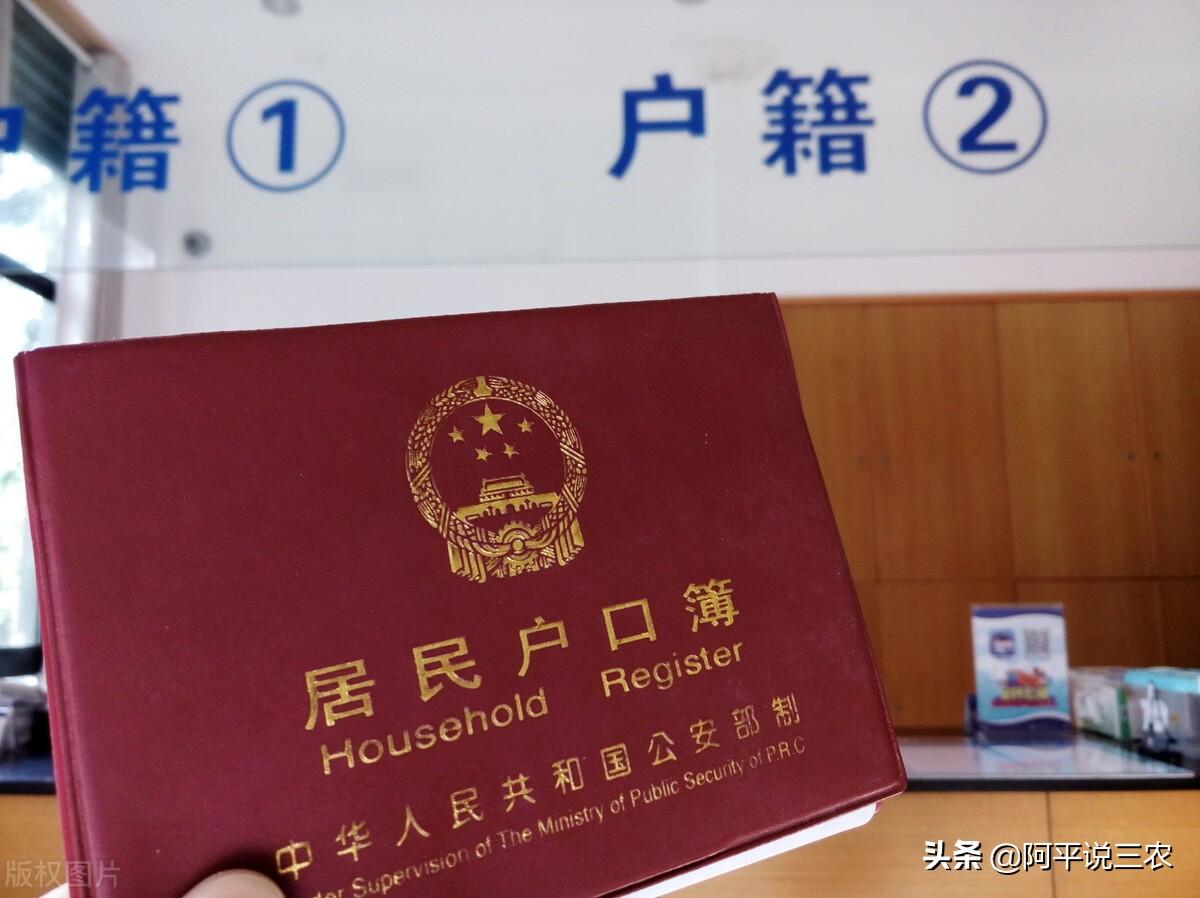 户籍①
户籍②
居民户口簿
Household Register
中华人民共和国公安部制
Supervision of The Ministry of Public Security of P.R.C
头条 @阿平说三农
版权图片